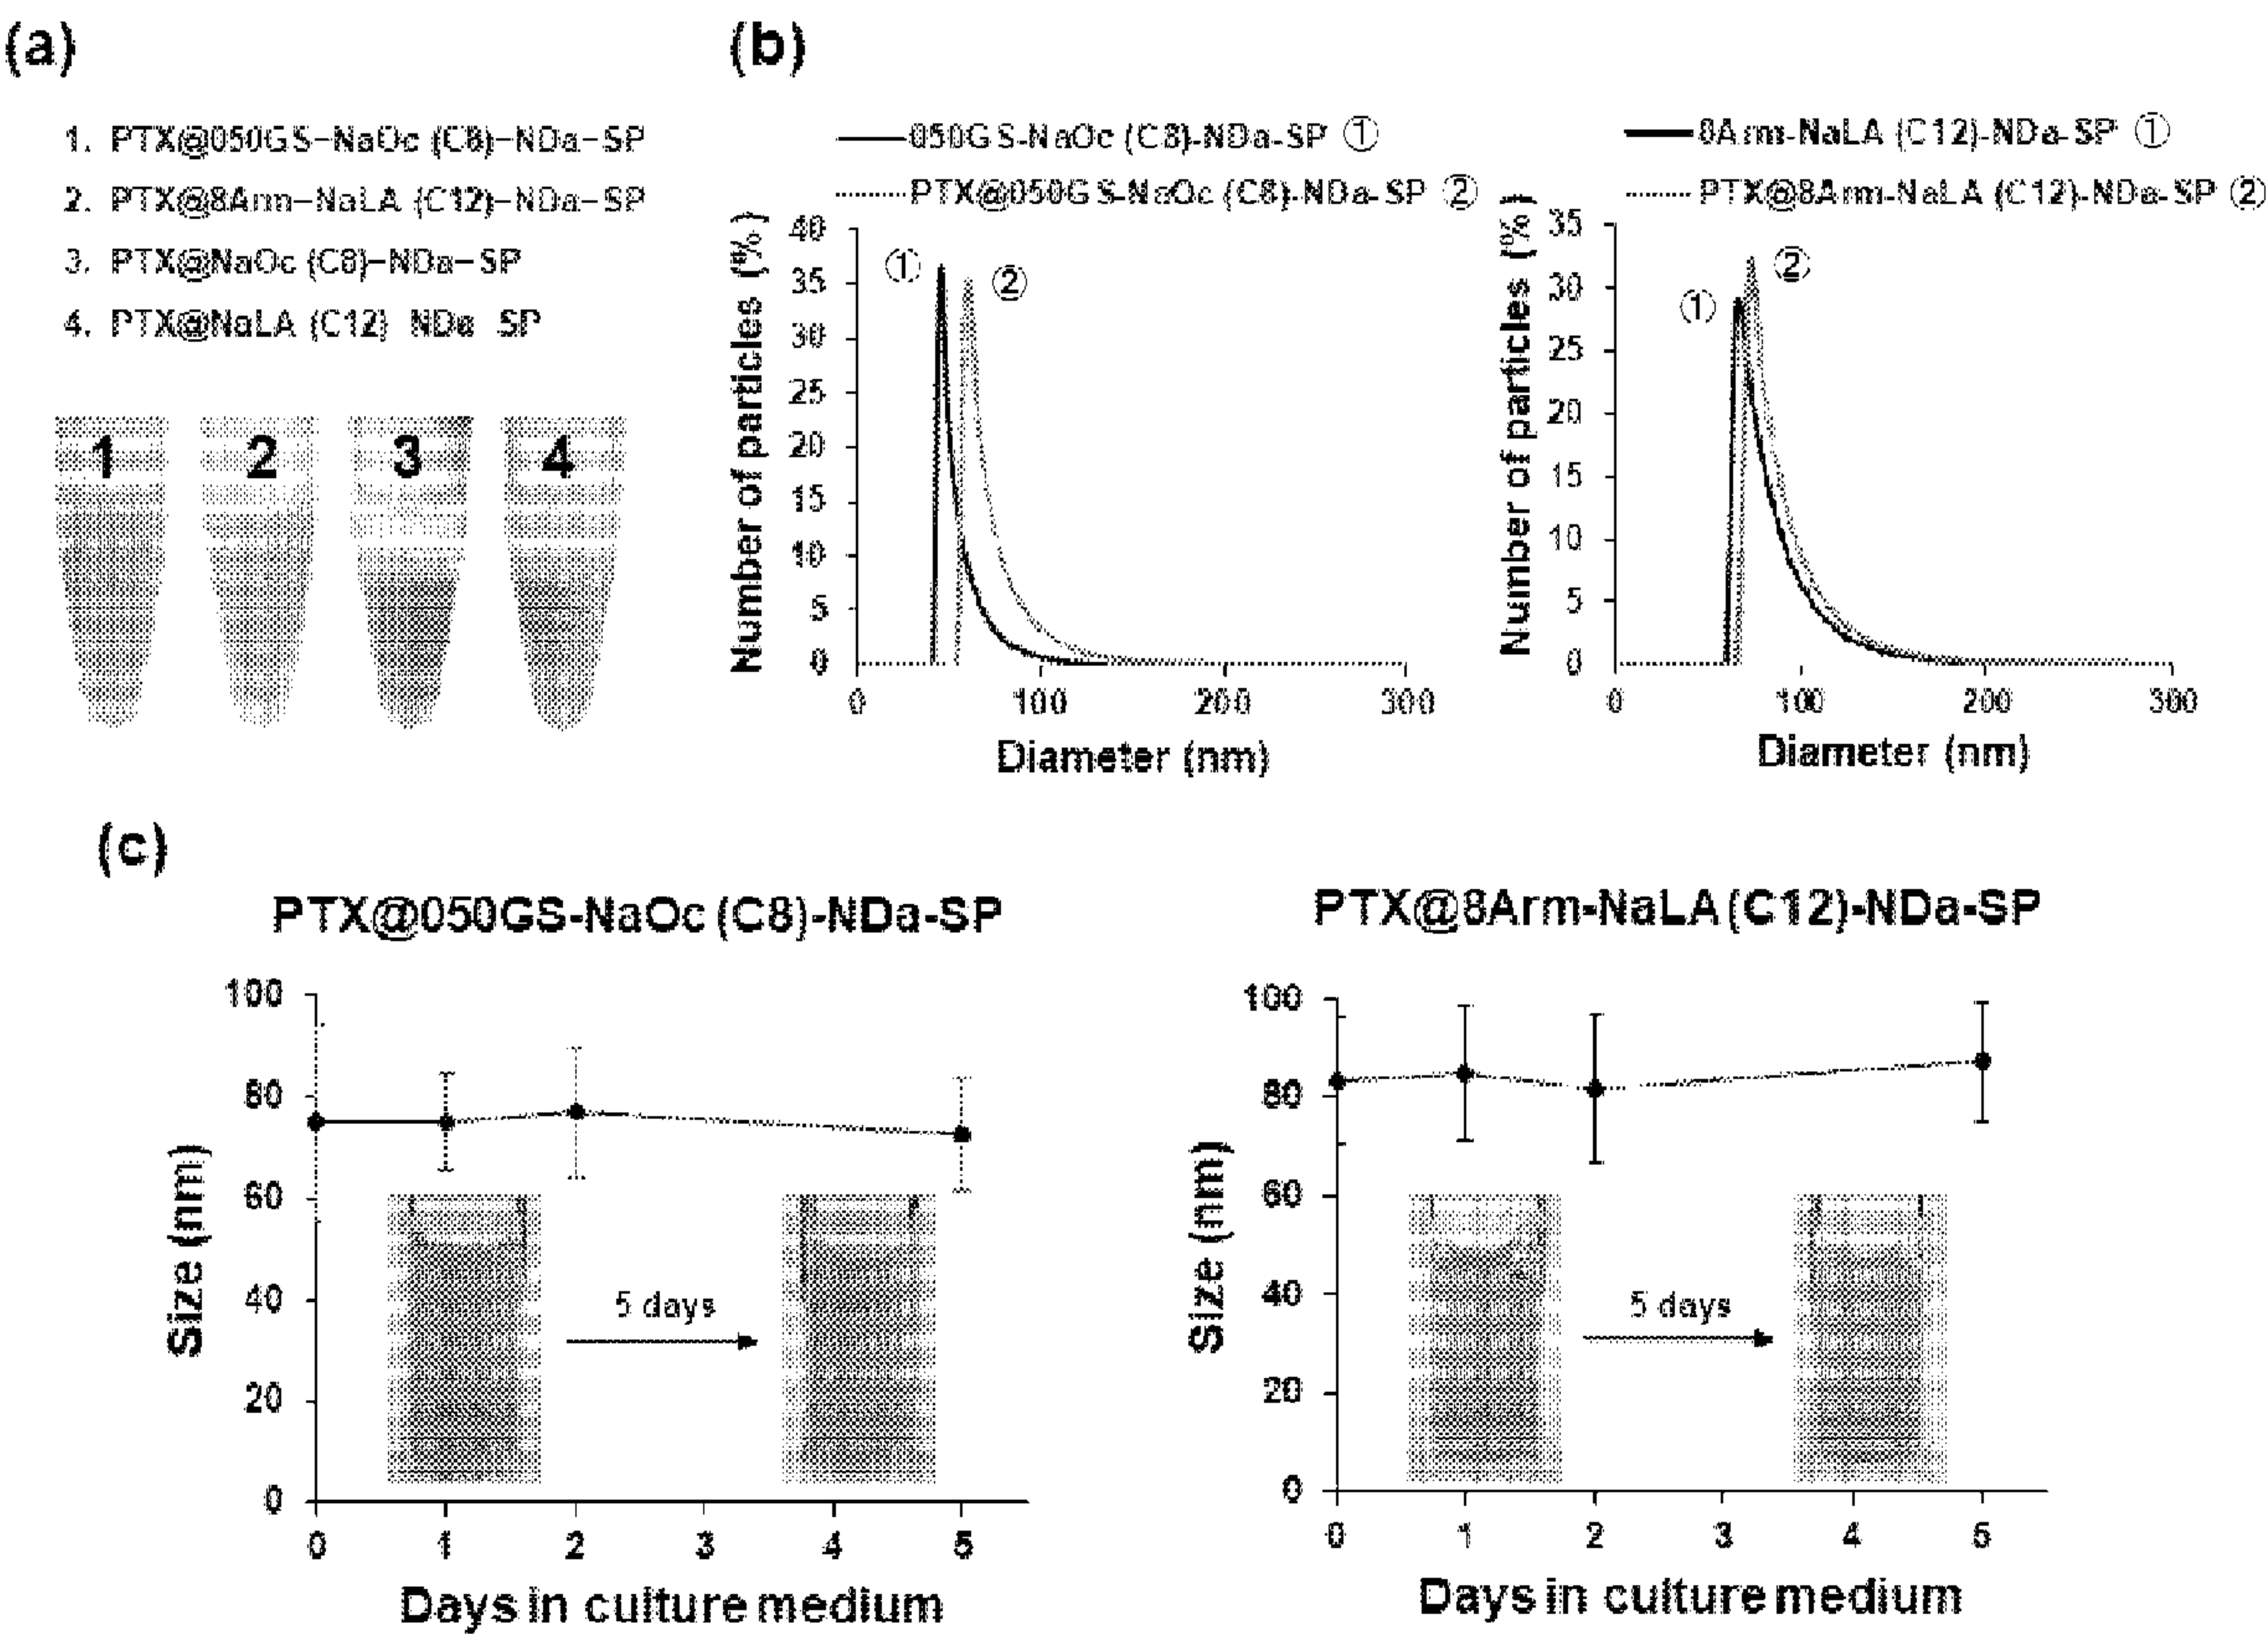 (a)
1. PTX@050GS-NaOc (C8)-NDa-SP
2. PTX@8Arm-NaLA (C12)-NDa-SP
3. PTX@NaOc (C8)-NDa-SP
4. PTX@NaLA (C12) NDa SP
1 2 3 4
(b)
050GS-NaOc (C8)-NDa-SP ①
PTX@050GS-NaOc (C8)-NDa-SP ②
Number of particles (%)
40
35
30
25
20
15
10
5
0
① ②
0 100 200 300
Diameter (nm)
8Arm-NaLA (C12)-NDa-SP ①
PTX@8Arm-NaLA (C12)-NDa-SP ②
Number of particles (%)
35
30
25
20
15
10
5
0
① ②
0 100 200 300
Diameter (nm)
(c)
PTX@050GS-NaOc (C8)-NDa-SP
Size (nm)
100
80
60
40
20
0
5 days
0 1 2 3 4 5
Days in culture medium
PTX@8Arm-NaLA (C12)-NDa-SP
Size (nm)
100
80
60
40
20
0
5 days
0 1 2 3 4 5
Days in culture medium